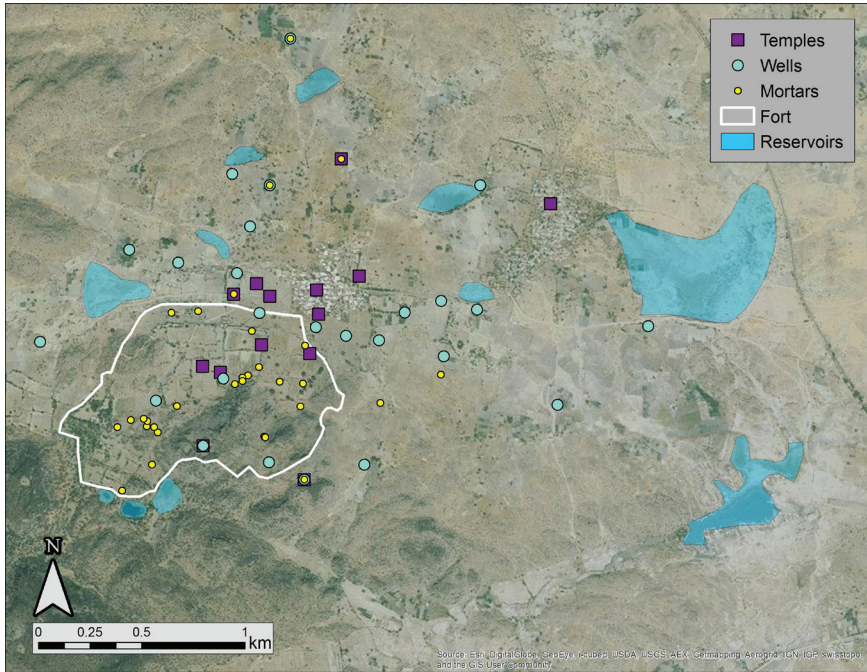 Temples
Wells
Mortars
Fort
Reservoirs
N
0 0.25 0.5 1
km
Source: Esri, DigitalGlobe, GeoEye, USDA, USGS, AEX, Getmapping, Aerogrid, IGN, IGP, swisstopo,
and the GIS User Community